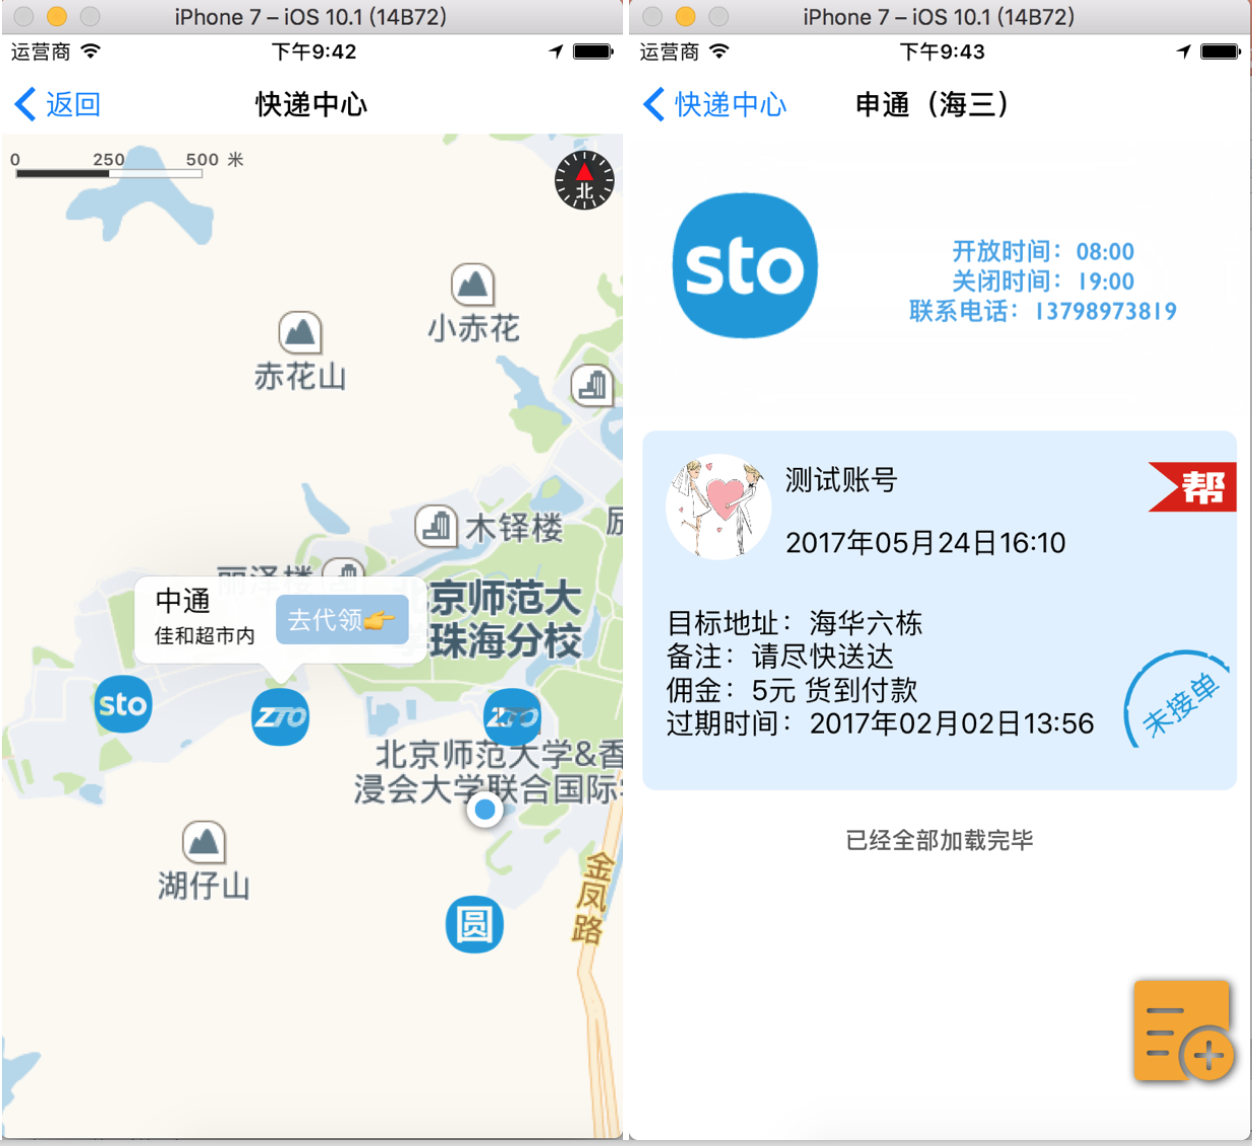 iPhone 7 – iOS 10.1 (14B72)
运营商
下午9:42
返回
快递中心
0 250 500 米
北
小赤花
赤花山
木铎楼
励
丽泽楼
中通
佳和超市内
去代领👉
京师范大
珠海分校
sto
ZTO
ZTO
北京师范大学&香
浸会大学联合国际
湖仔山
金凤路
圆
iPhone 7 – iOS 10.1 (14B72)
运营商
下午9:43
快递中心
申通（海三）
sto
开放时间：08:00
关闭时间：19:00
联系电话：13798973819
测试账号
帮
2017年05月24日16:10
目标地址：海华六栋
备注：请尽快送达
佣金：5元 货到付款
过期时间：2017年02月02日13:56
未接单
已经全部加载完毕